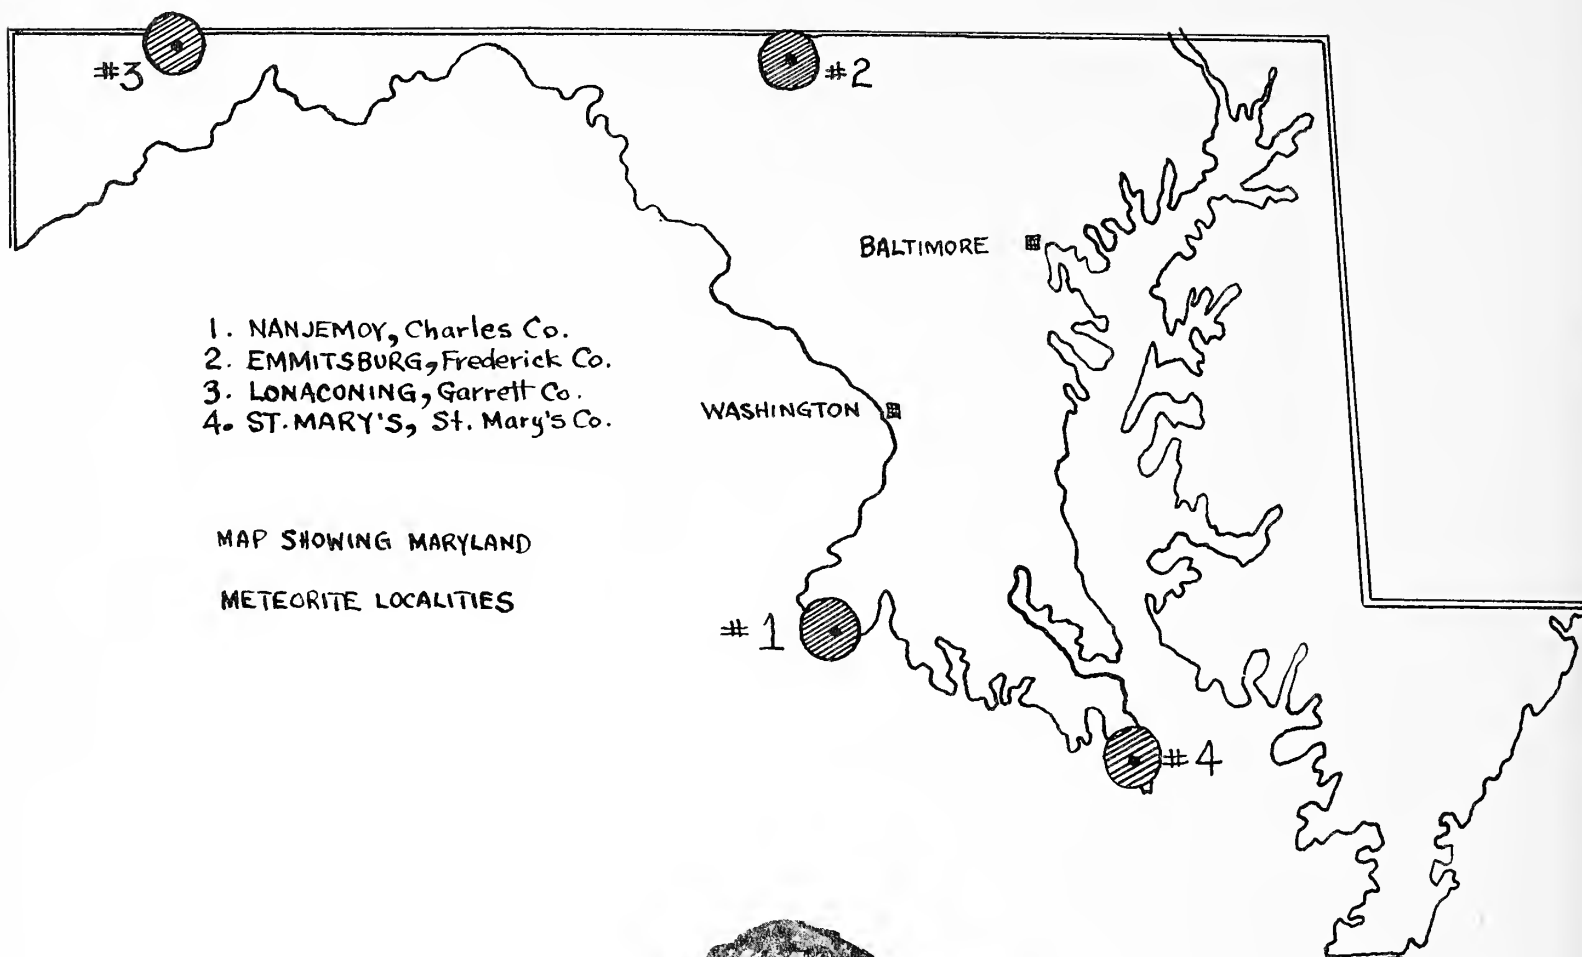 #3
#2
BALTIMORE
1. NANJEMOY, Charles Co.
2. EMMITSBURG, Frederick Co.
3. LONACONING, Garrett Co.
4. ST. MARY'S, St. Mary's Co.
WASHINGTON
MAP SHOWING MARYLAND
METEORITE LOCALITIES
#1
#4